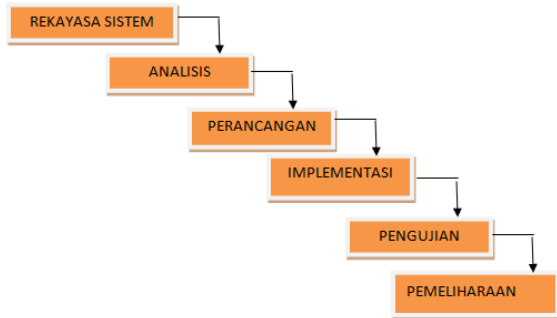 REKAYASA SISTEM
ANALISIS
PERANCANGAN
IMPLEMENTASI
PENGUJIAN
PEMELIHARAAN